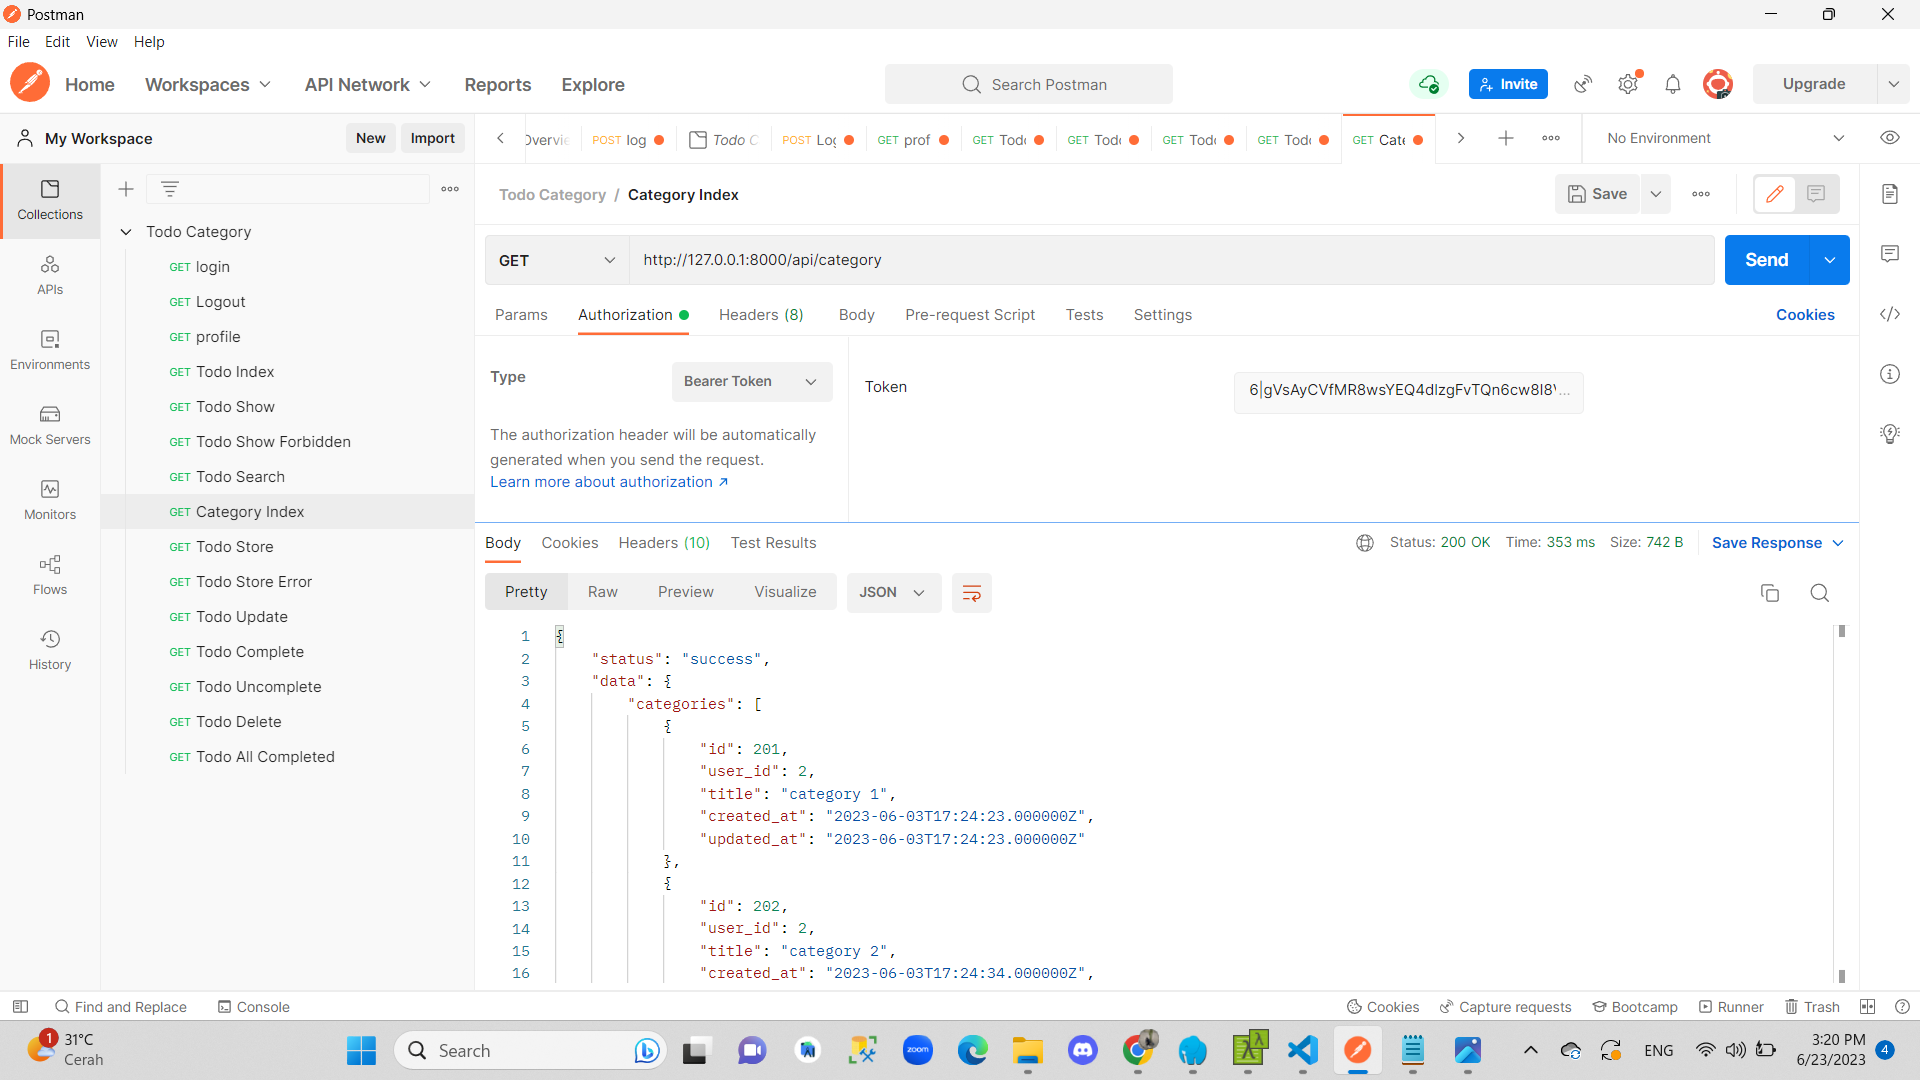 Postman
File Edit View Help
Home Workspaces API Network Reports Explore Search Postman Invite Upgrade
My Workspace New Import
Overvie POST log Todo C POST Log GET prof GET Todo GET Todo GET Todo GET Todo GET Cate No Environment
Collections
APIs
Environments
Mock Servers
Monitors
Flows
History
Todo Category
GET login
GET Logout
GET profile
GET Todo Index
GET Todo Show
GET Todo Show Forbidden
GET Todo Search
GET Category Index
GET Todo Store
GET Todo Store Error
GET Todo Update
GET Todo Complete
GET Todo Uncomplete
GET Todo Delete
GET Todo All Completed
Todo Category / Category Index Save
GET http://127.0.0.1:8000/api/category Send
Params Authorization Headers (8) Body Pre-request Script Tests Settings Cookies
Type Bearer Token
The authorization header will be automatically
generated when you send the request.
Learn more about authorization ↗
Token
Body Cookies Headers (10) Test Results Status: 200 OK Time: 353 ms Size: 742 B Save Response
Pretty Raw Preview Visualize JSON
1 {
2 "status": "success",
3 "data": {
4 "categories": [
5 {
6 "id": 201,
7 "user_id": 2,
8 "title": "category 1",
9 "created_at": "2023-06-03T17:24:23.000000Z",
10 "updated_at": "2023-06-03T17:24:23.000000Z"
11 },
12 {
13 "id": 202,
14 "user_id": 2,
15 "title": "category 2",
16 "created_at": "2023-06-03T17:24:34.000000Z",
Find and Replace Console Cookies Capture requests Bootcamp Runner Trash
1 31°C
Cerah
Search
zoom
ENG
3:20 PM
6/23/2023
4